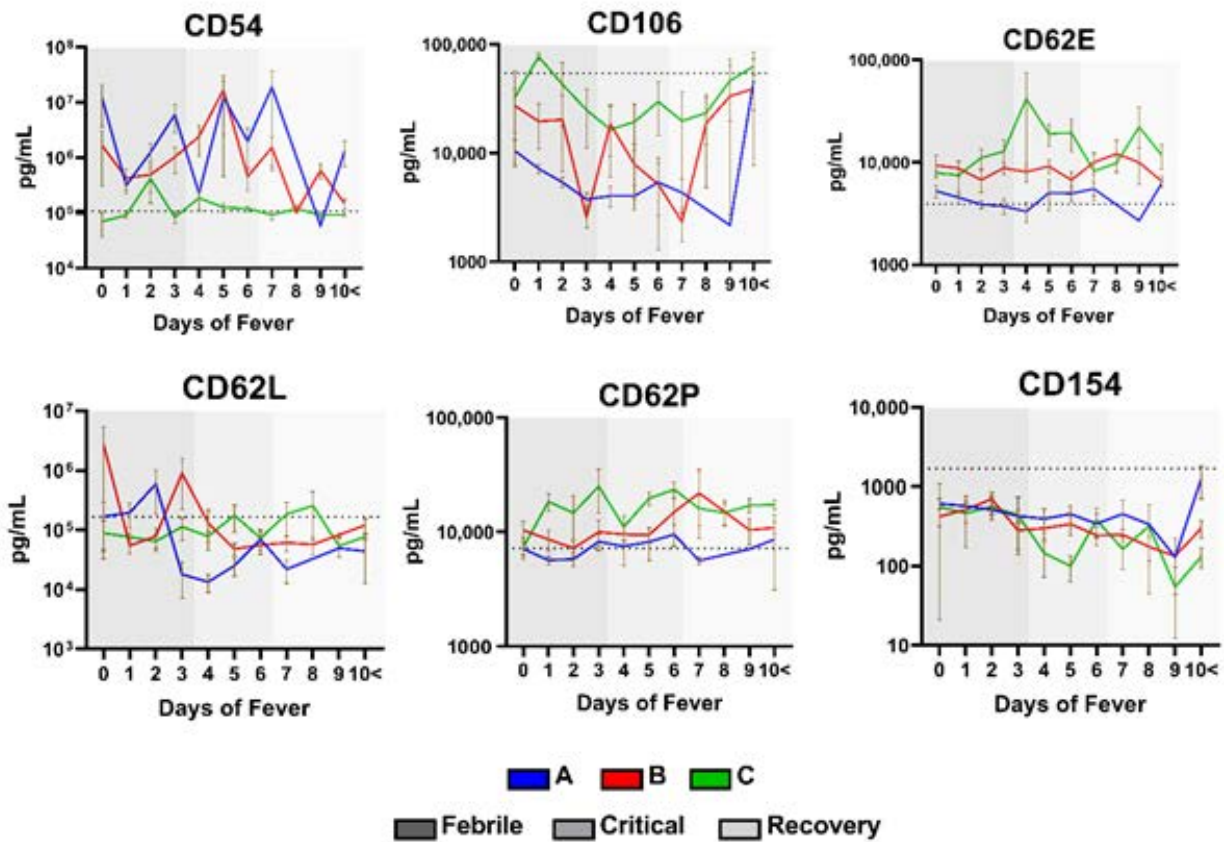 CD54
pg/mL
10⁸
10⁷
10⁶
10⁵
10⁴
0 1 2 3 4 5 6 7 8 9 10<
Days of Fever
CD106
pg/mL
100,000
10,000
1000
0 1 2 3 4 5 6 7 8 9 10<
Days of Fever
CD62E
pg/mL
100,000
10,000
1000
0 1 2 3 4 5 6 7 8 9 10<
Days of Fever
CD62L
pg/mL
10⁷
10⁶
10⁵
10⁴
10³
0 1 2 3 4 5 6 7 8 9 10<
Days of Fever
CD62P
pg/mL
100,000
10,000
1000
0 1 2 3 4 5 6 7 8 9 10<
Days of Fever
CD154
pg/mL
10,000
1000
100
10
0 1 2 3 4 5 6 7 8 9 10<
Days of Fever
A B C
Febrile Critical Recovery